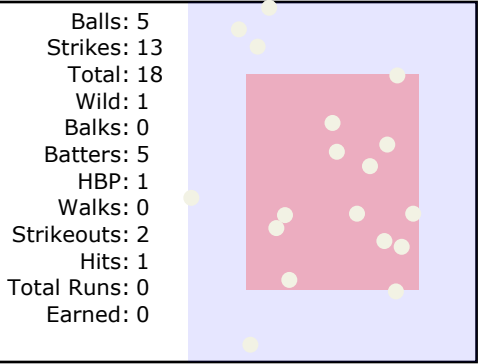 Balls: 5
Strikes: 13
Total: 18
Wild: 1
Balks: 0
Batters: 5
HBP: 1
Walks: 0
Strikeouts: 2
Hits: 1
Total Runs: 0
Earned: 0